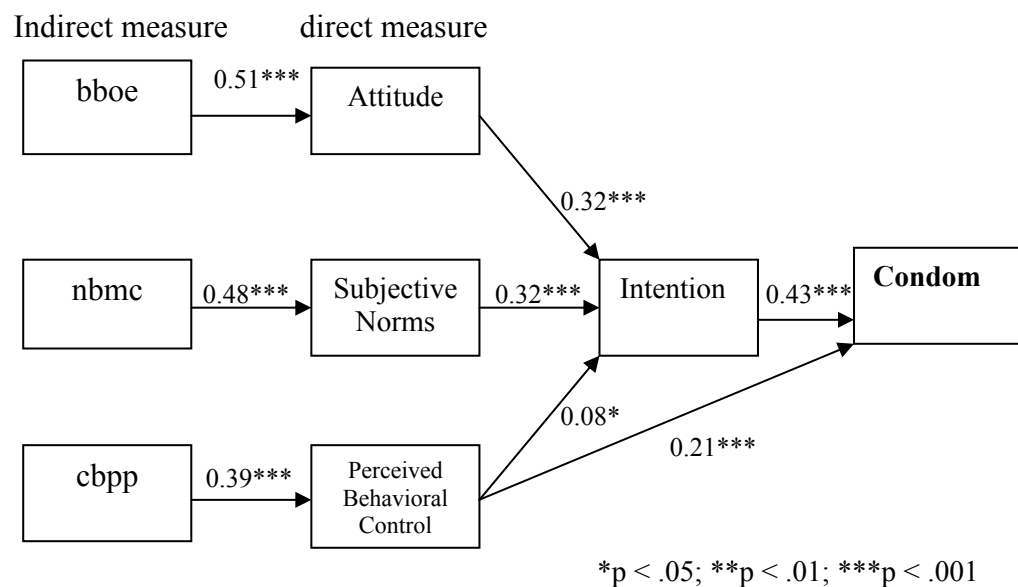 Indirect measure direct measure
bboe
0.51***
Attitude
0.32***
nbmc
0.48***
Subjective
Norms
0.32***
Intention
0.43***
Condom
0.08*
0.21***
cbpp
0.39***
Perceived
Behavioral
Control
*p < .05; **p < .01; ***p < .001